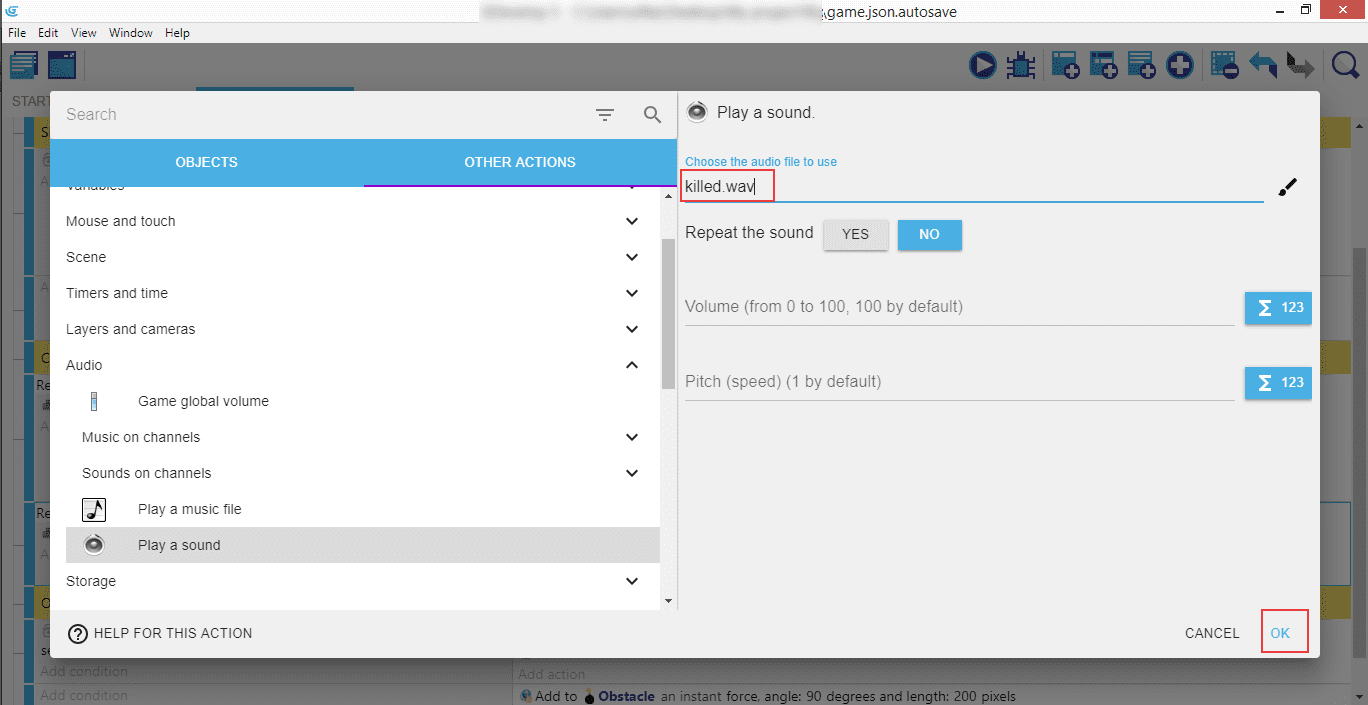 \game.json.autosave
File Edit View Window Help
START
Search
OBJECTS OTHER ACTIONS
Variables
Mouse and touch
Scene
Timers and time
Layers and cameras
Audio
Game global volume
Music on channels
Sounds on channels
Play a music file
Play a sound
Storage
HELP FOR THIS ACTION
Play a sound.
Choose the audio file to use
killed.wav
Repeat the sound YES NO
Volume (from 0 to 100, 100 by default) Σ 123
Pitch (speed) (1 by default) Σ 123
CANCEL OK
S
A
A
O
Re
A
Re
A
O
se
Add condition
Add action
Add condition
Add to Obstacle an instant force, angle: 90 degrees and length: 200 pixels